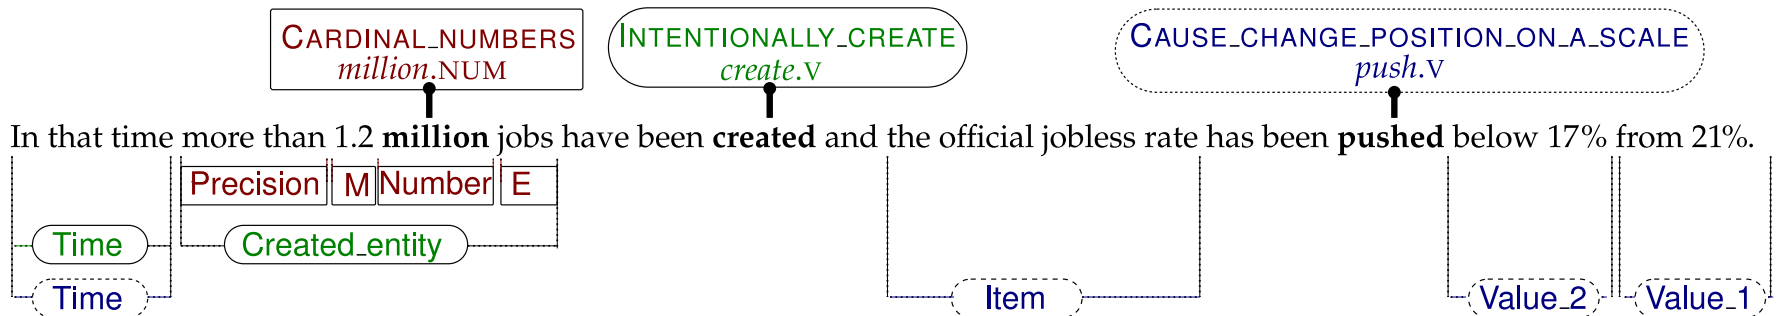 CARDINAL_NUMBERS INTENTIONALLY_CREATE CAUSE_CHANGE_POSITION_ON_A_SCALE
million.NUM create.V push.V
In that time more than 1.2 million jobs have been created and the official jobless rate has been pushed below 17% from 21%.
Precision M Number E
Time Created_entity
Time Item Value_2 Value_1